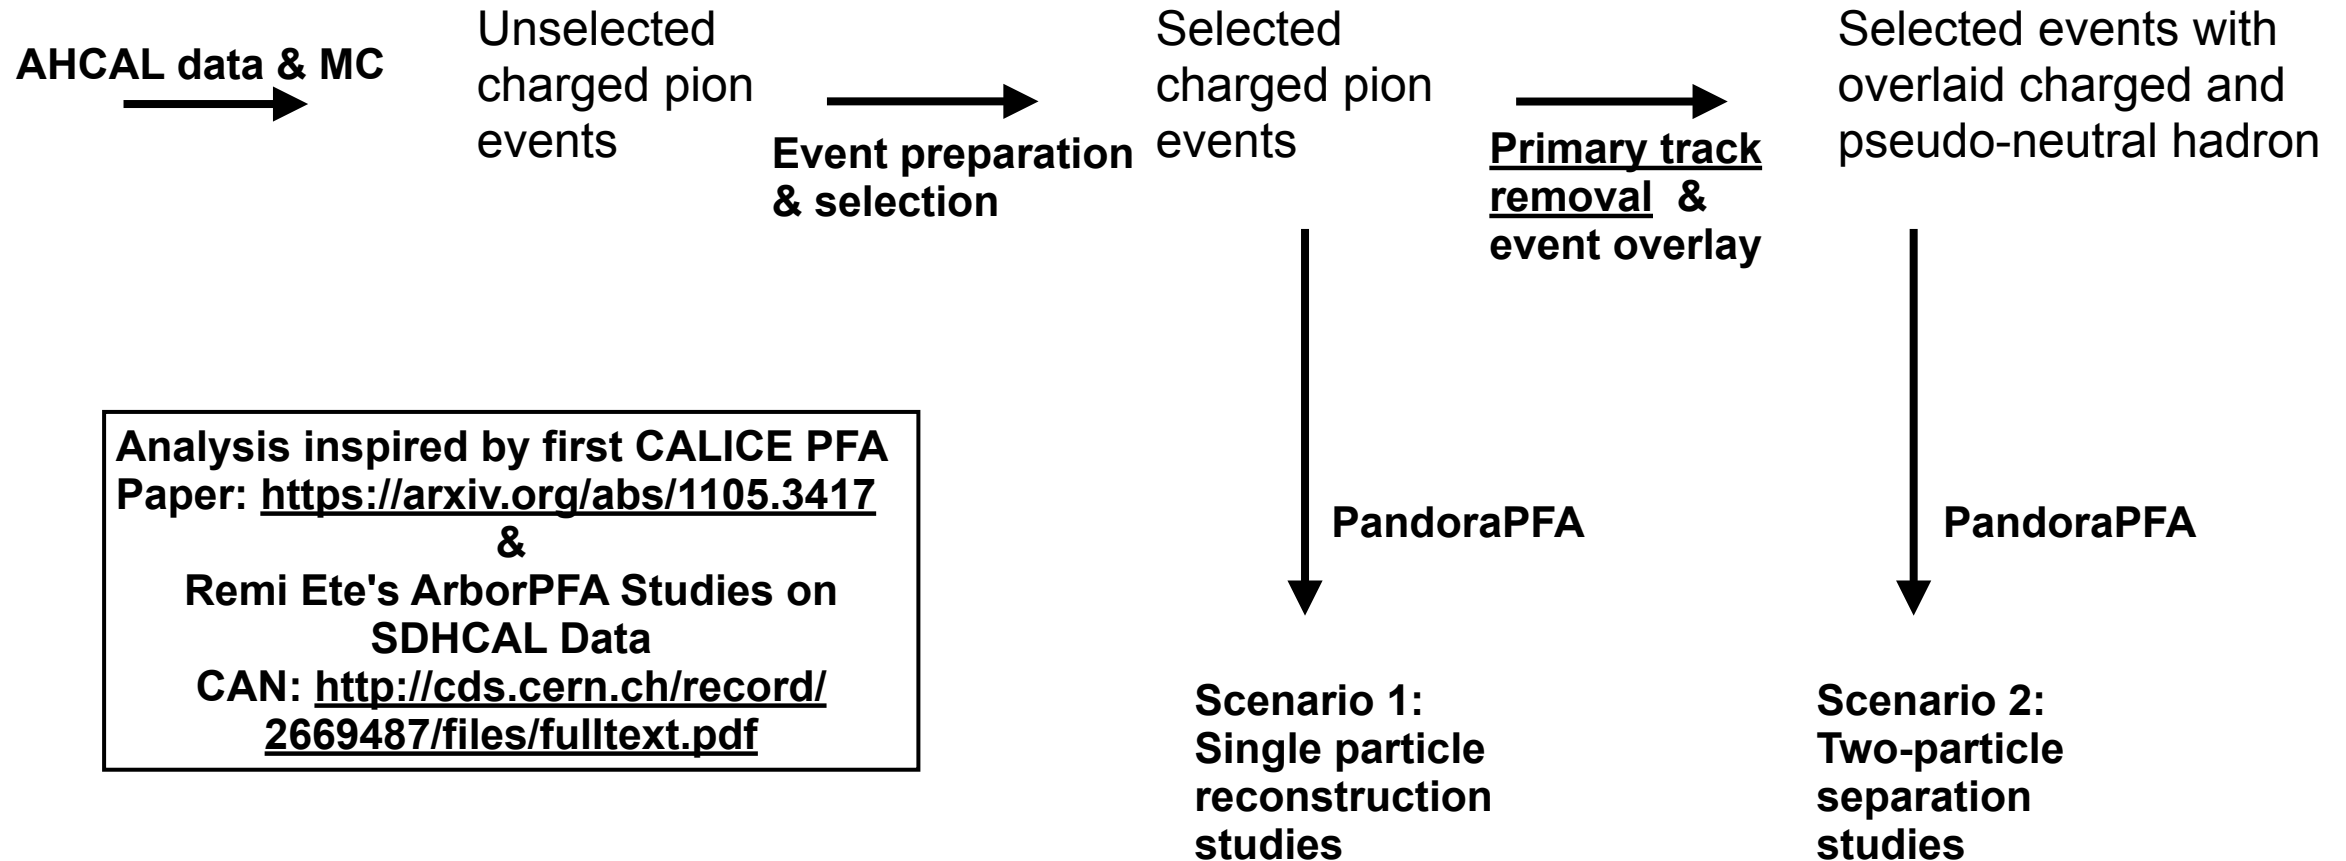 AHCAL data & MC
Unselected
charged pion
events
Event preparation
& selection
Selected
charged pion
events
Primary track
removal &
event overlay
Selected events with
overlaid charged and
pseudo-neutral hadron
Analysis inspired by first CALICE PFA
Paper: https://arxiv.org/abs/1105.3417
&
Remi Ete's ArborPFA Studies on
SDHCAL Data
CAN: http://cds.cern.ch/record/
2669487/files/fulltext.pdf
PandoraPFA
PandoraPFA
Scenario 1:
Single particle
reconstruction
studies
Scenario 2:
Two-particle
separation
studies